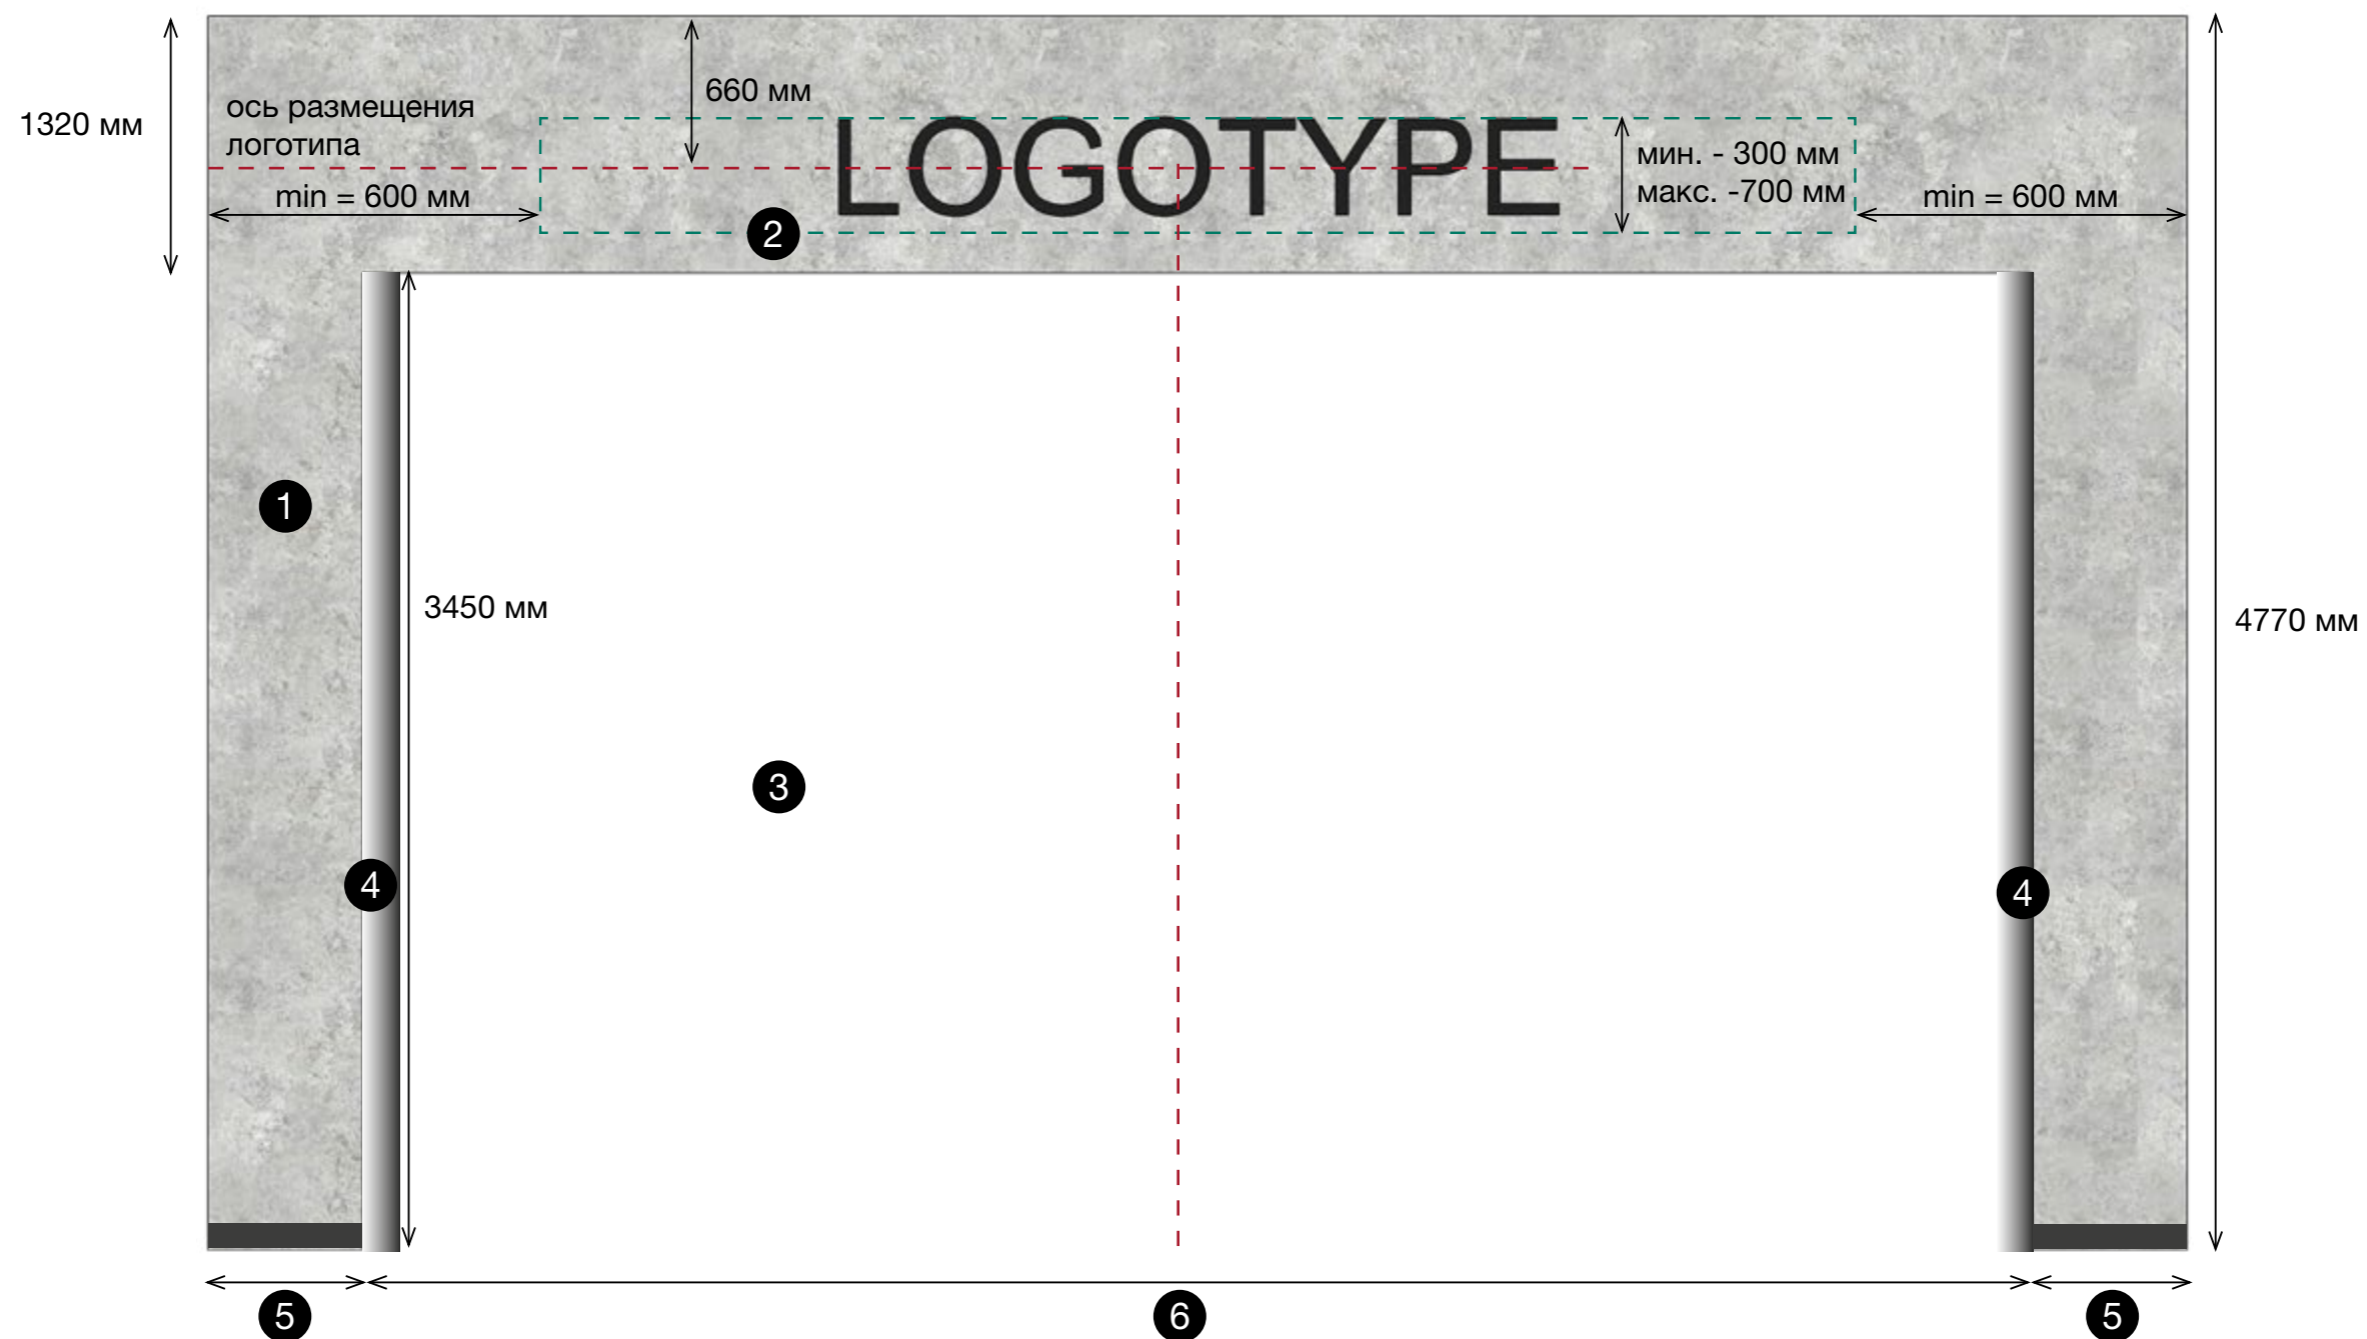 660 мм
1320 мм
ось размещения
логотипа
LOGOTYPE
мин. - 300 мм
макс. -700 мм
min = 600 мм
min = 600 мм
2
1
3450 мм
4770 мм
3
4
4
5
6
5